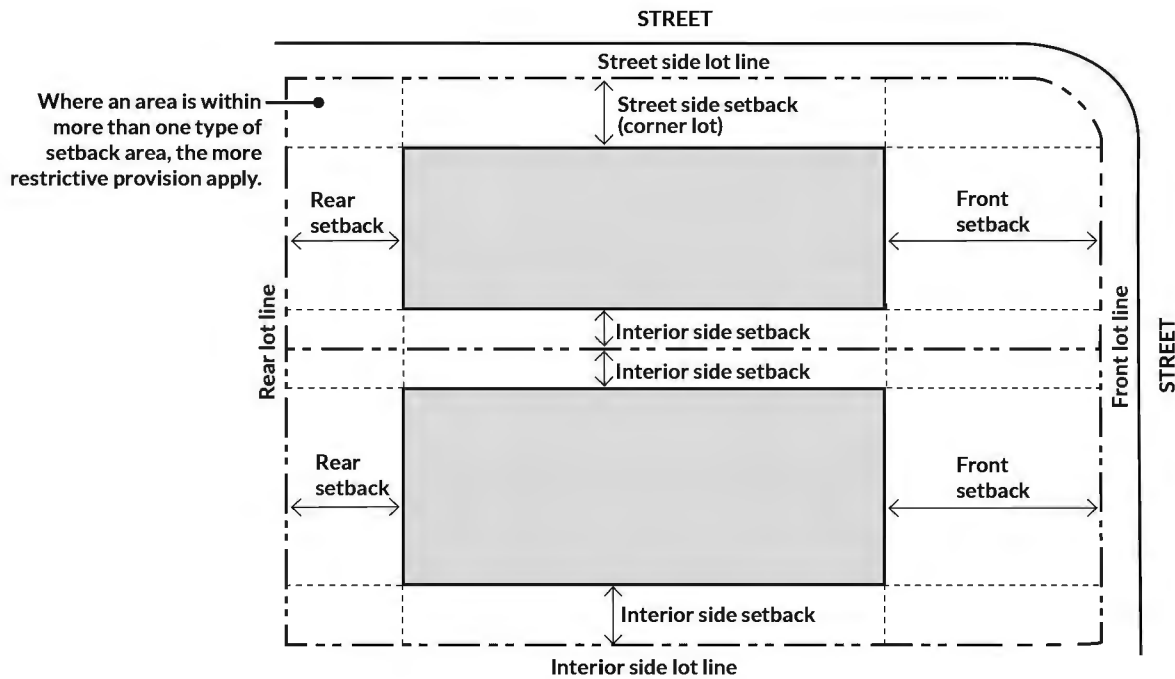 STREET
Street side lot line
Where an area is within
more than one type of
setback area, the more
restrictive provision apply.
Street side setback
(corner lot)
Rear
setback
Front
setback
Interior side setback
Rear lot line
Front lot line
STREET
Interior side setback
Rear
setback
Front
setback
Interior side setback
Interior side lot line